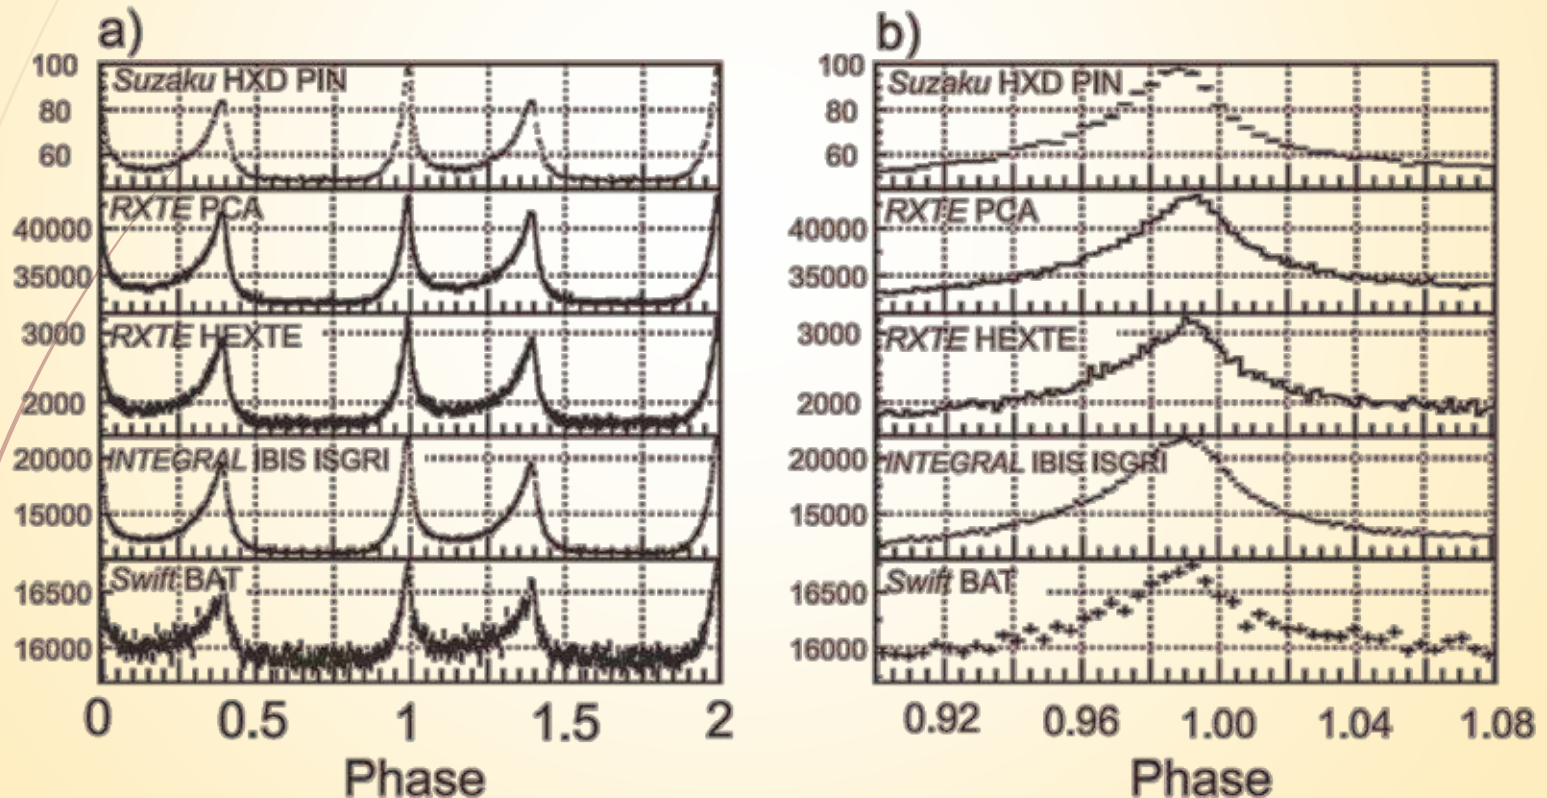 a)
100
80
60
Suzaku HXD PIN
40000
35000
RXTE PCA
3000
2000
RXTE HEXTE
20000
15000
INTEGRAL IBIS ISGRI
16500
16000
Swift BAT
0 0.5 1 1.5 2
Phase
b)
100
80
60
Suzaku HXD PIN
40000
35000
RXTE PCA
3000
2000
RXTE HEXTE
20000
15000
INTEGRAL IBIS ISGRI
16500
16000
Swift BAT
0.92 0.96 1.00 1.04 1.08
Phase